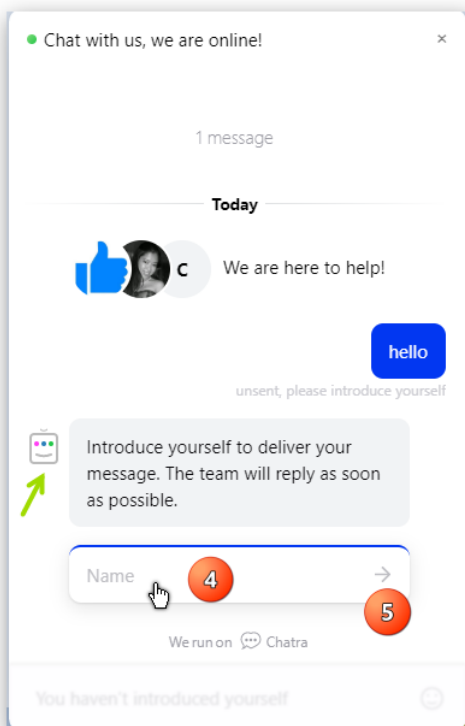 Chat with us, we are online!
×
1 message
Today
C
We are here to help!
hello
unsent, please introduce yourself
Introduce yourself to deliver your
message. The team will reply as soon
as possible.
Name
4
5
We run on Chatra
You haven't introduced yourself